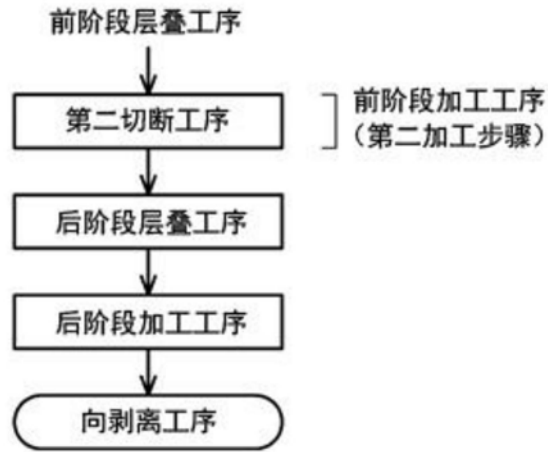 前阶段层叠工序
第二切断工序
前阶段加工工序
（第二加工步骤）
后阶段层叠工序
后阶段加工工序
向剥离工序